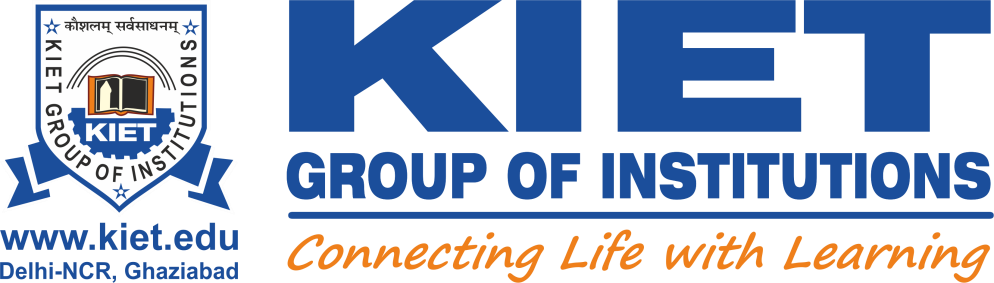 कौशलम् सर्वसाधनम्
KIET GROUP OF INSTITUTIONS
KIET
www.kiet.edu
Delhi-NCR, Ghaziabad
KIET
GROUP OF INSTITUTIONS
Connecting Life with Learning